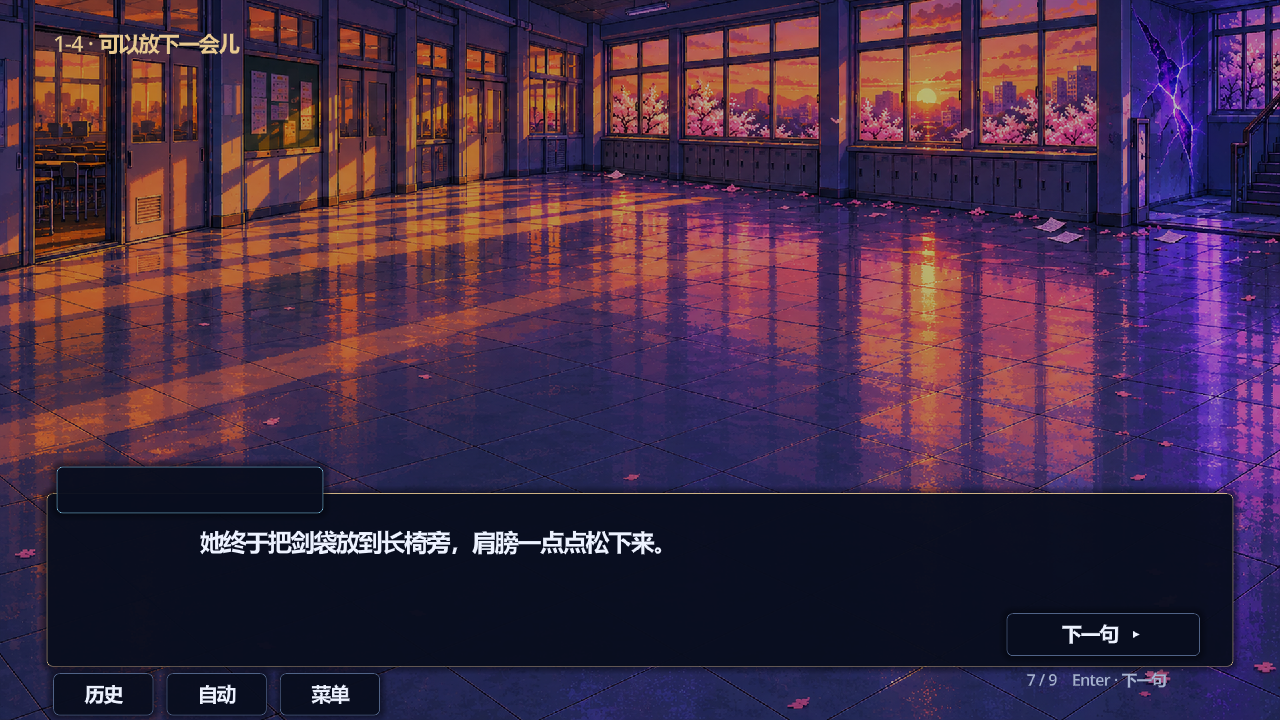 1-4 · 可以放下一会儿
她终于把剑袋放到长椅旁，肩膀一点点松下来。
下一句 ▸
历史
自动
菜单
7 / 9 Enter · 下一句